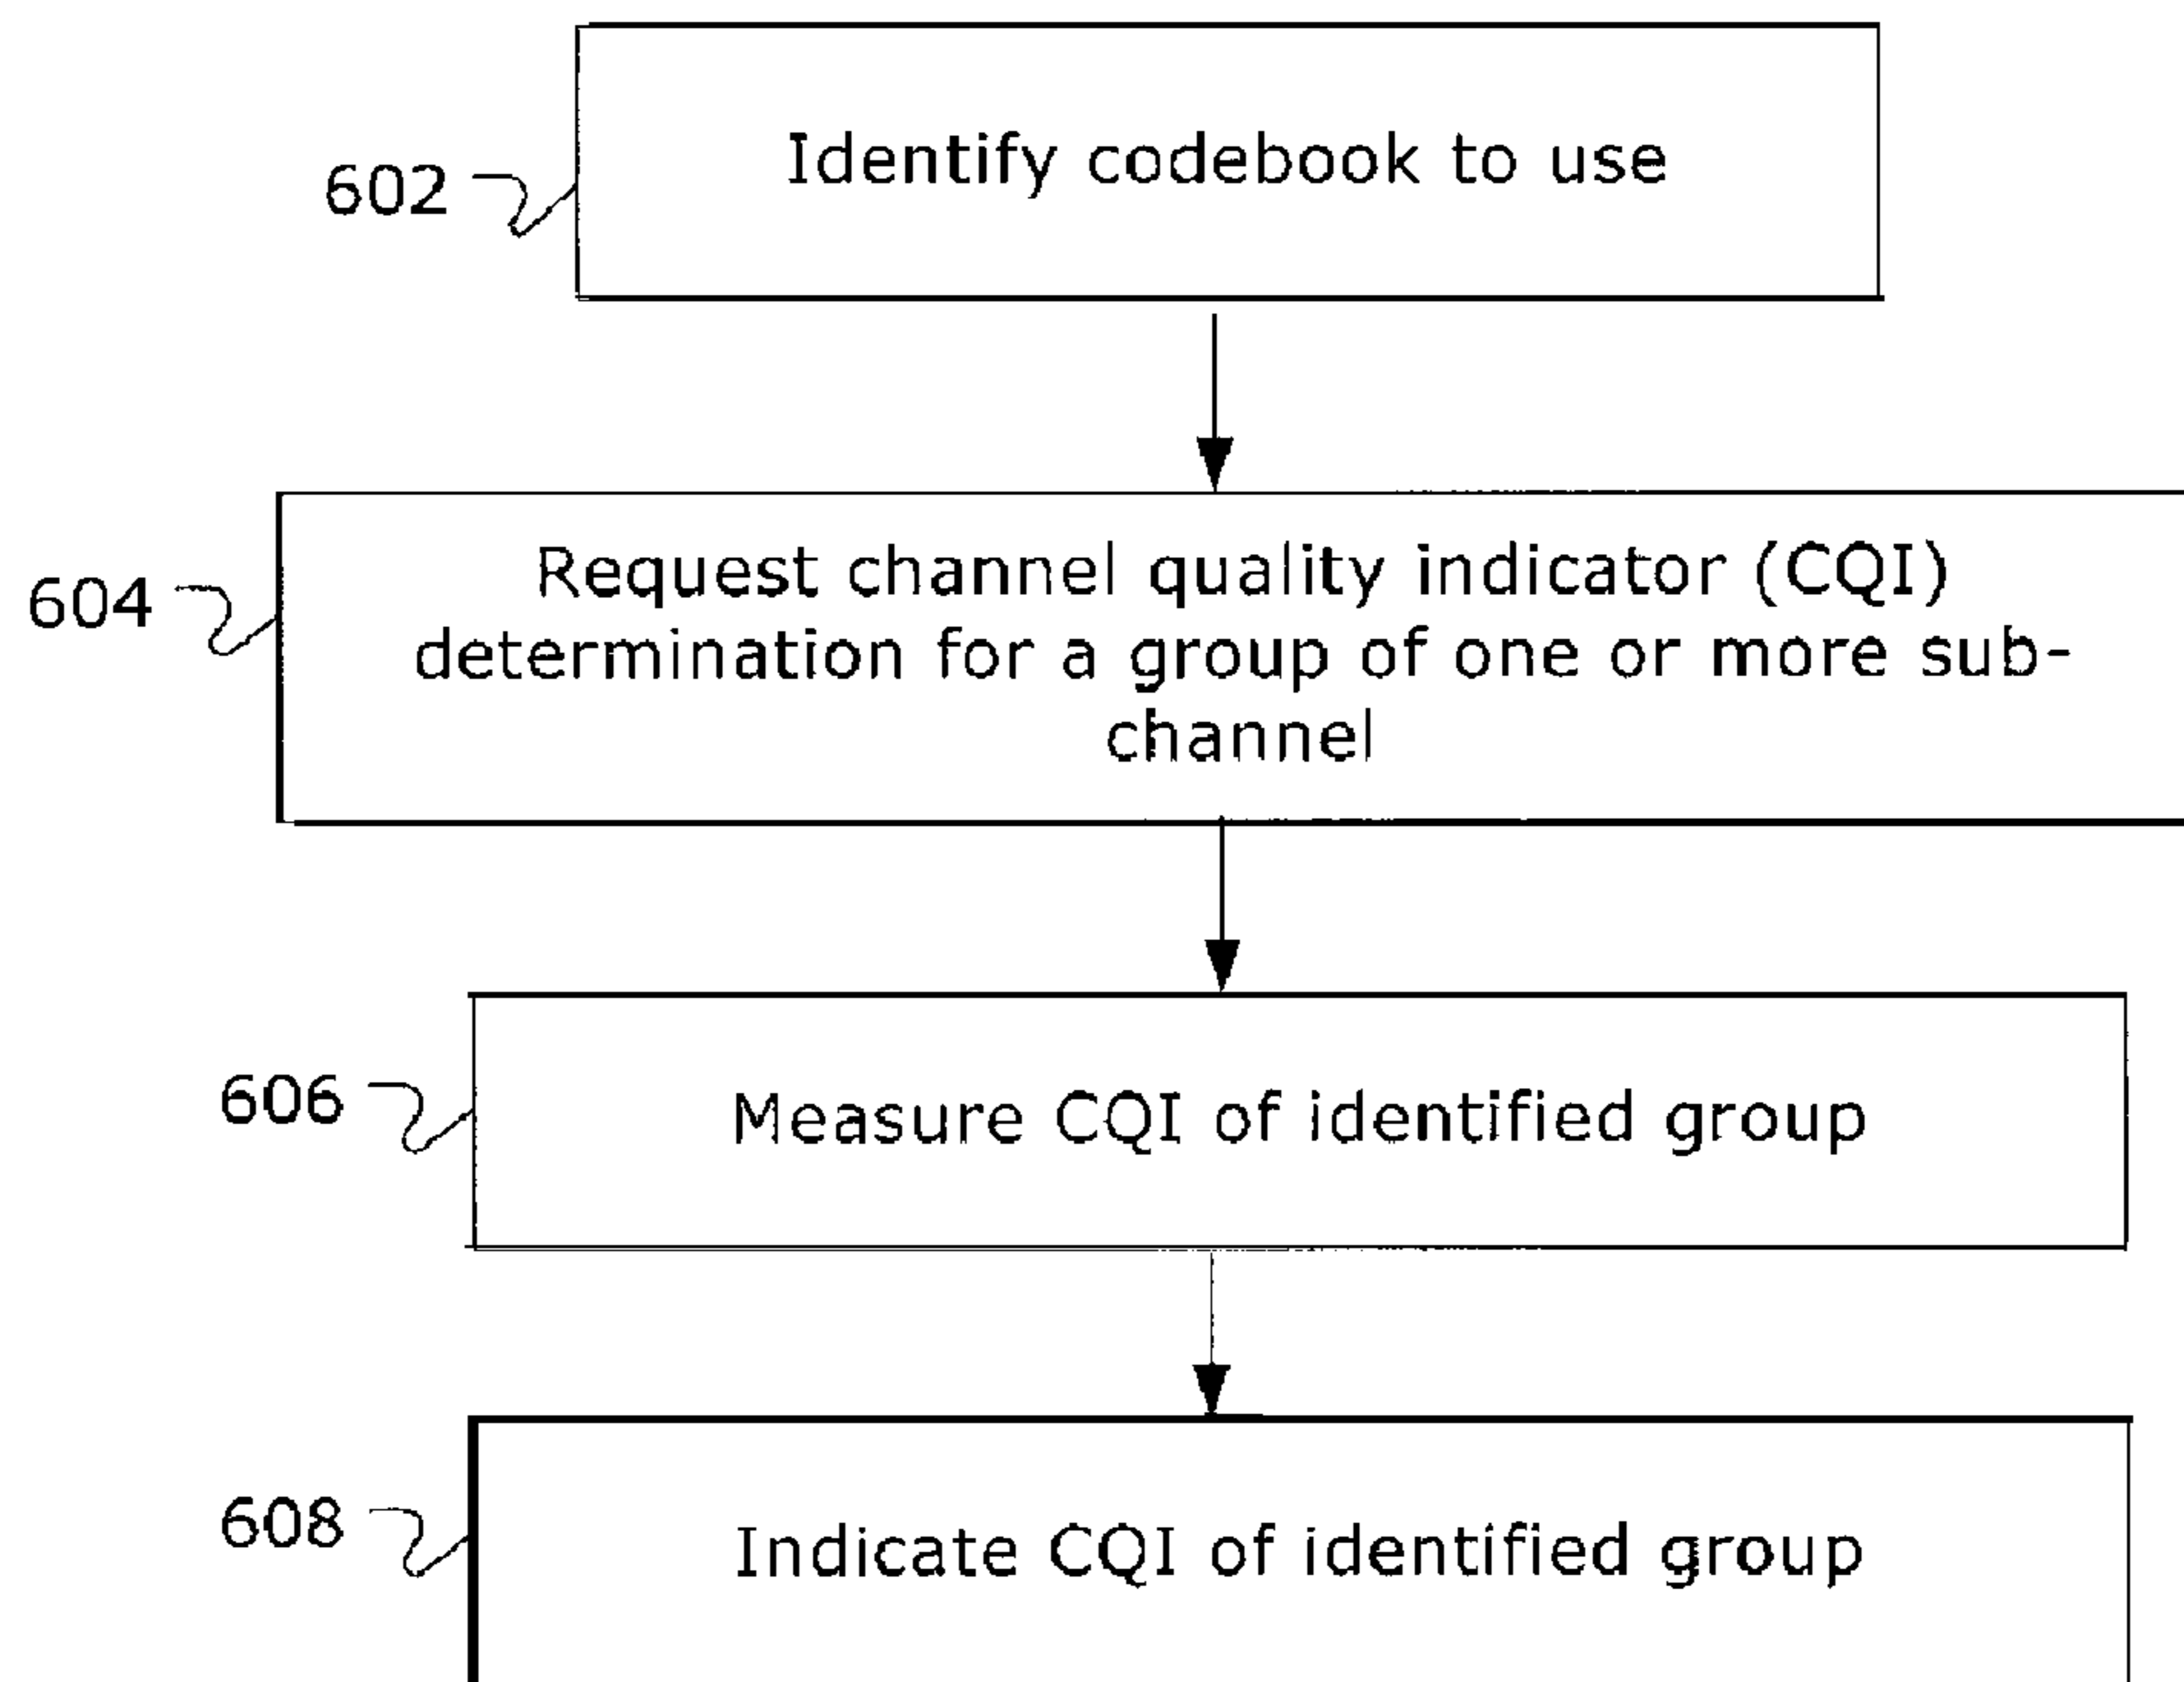 Identify codebook to use
602
Request channel quality indicator (CQI)
604
determination for a group of one or more sub-
channel
606
Measure CQI of identified group
608
Indicate CQI of identified group